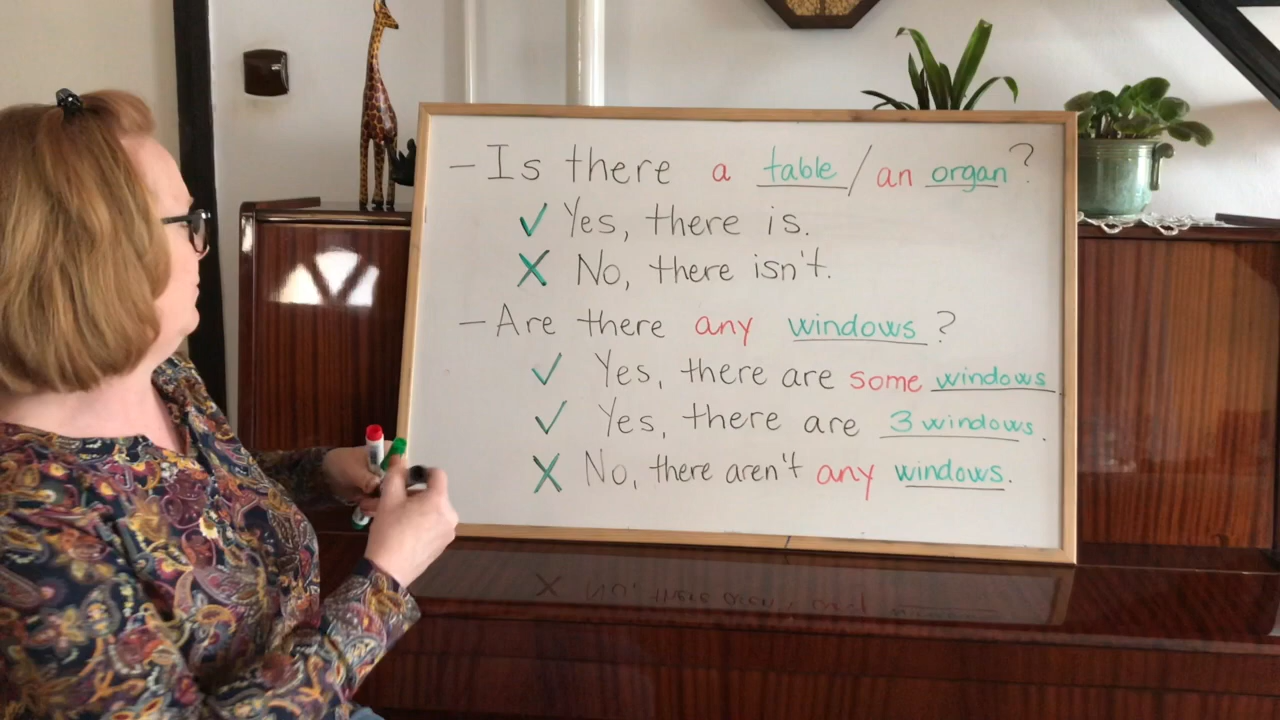 – Is there a table / an organ?
✓ Yes, there is.
✗ No, there isn't.
– Are there any windows?
✓ Yes, there are some windows
✓ Yes, there are 3 windows.
✗ No, there aren't any windows.